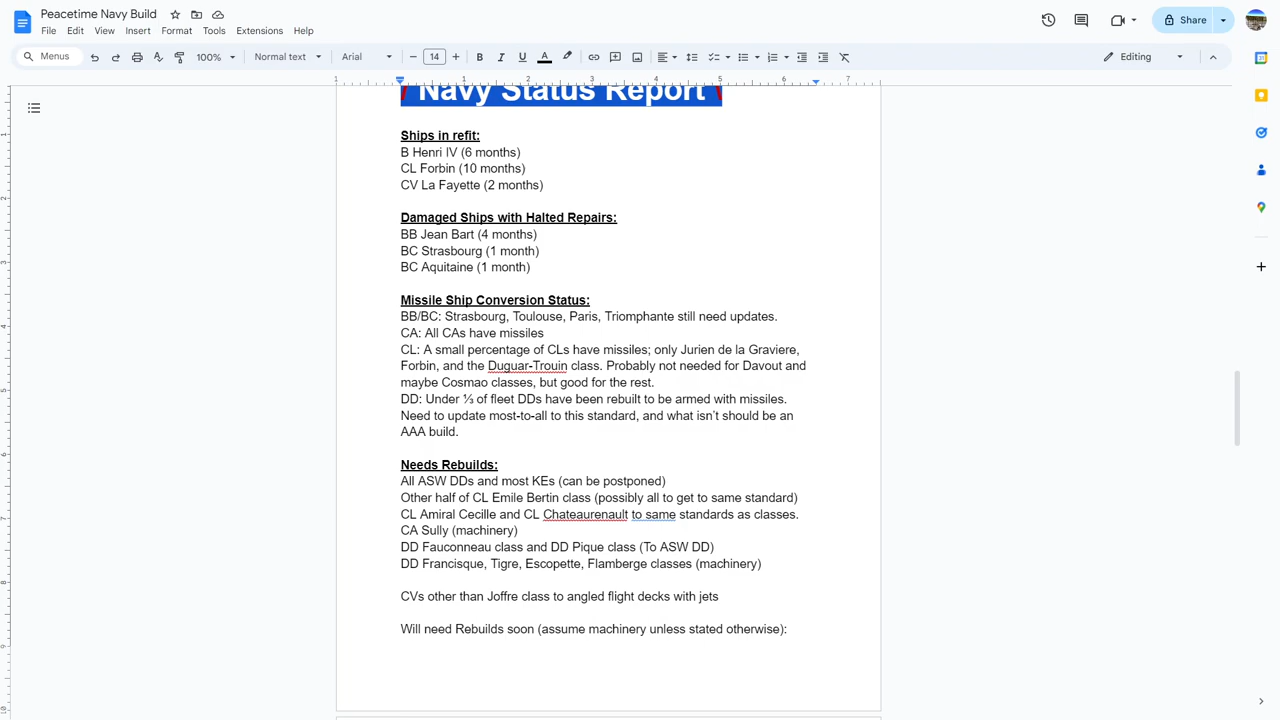 Peacetime Navy Build
File Edit View Insert Format Tools Extensions Help
Share
Menus 100% Normal text Arial 14 B I U A Editing
1 1 2 3 4 5 6 7
/ Navy Status Report \
Ships in refit:
B Henri IV (6 months)
CL Forbin (10 months)
CV La Fayette (2 months)
Damaged Ships with Halted Repairs:
BB Jean Bart (4 months)
BC Strasbourg (1 month)
BC Aquitaine (1 month)
Missile Ship Conversion Status:
BB/BC: Strasbourg, Toulouse, Paris, Triomphante still need updates.
CA: All CAs have missiles
CL: A small percentage of CLs have missiles; only Jurien de la Graviere,
Forbin, and the Duguar-Trouin class. Probably not needed for Davout and
maybe Cosmao classes, but good for the rest.
DD: Under ⅓ of fleet DDs have been rebuilt to be armed with missiles.
Need to update most-to-all to this standard, and what isn't should be an
AAA build.
Needs Rebuilds:
All ASW DDs and most KEs (can be postponed)
Other half of CL Emile Bertin class (possibly all to get to same standard)
CL Amiral Cecille and CL Chateaurenault to same standards as classes.
CA Sully (machinery)
DD Fauconneau class and DD Pique class (To ASW DD)
DD Francisque, Tigre, Escopette, Flamberge classes (machinery)
CVs other than Joffre class to angled flight decks with jets
Will need Rebuilds soon (assume machinery unless stated otherwise):